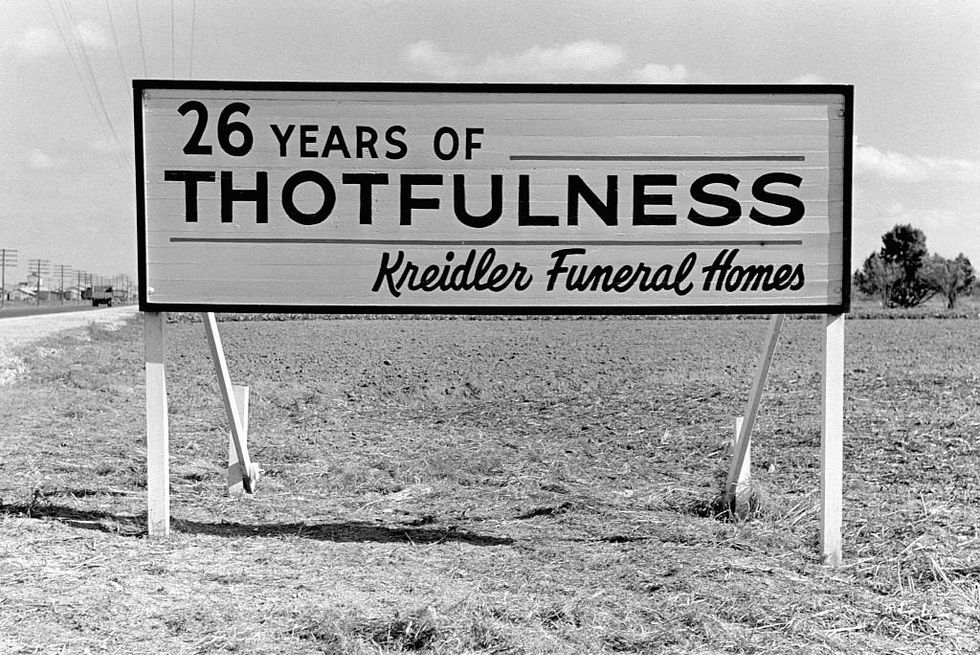 26 YEARS OF
THOTFULNESS
Kreidler Funeral Homes